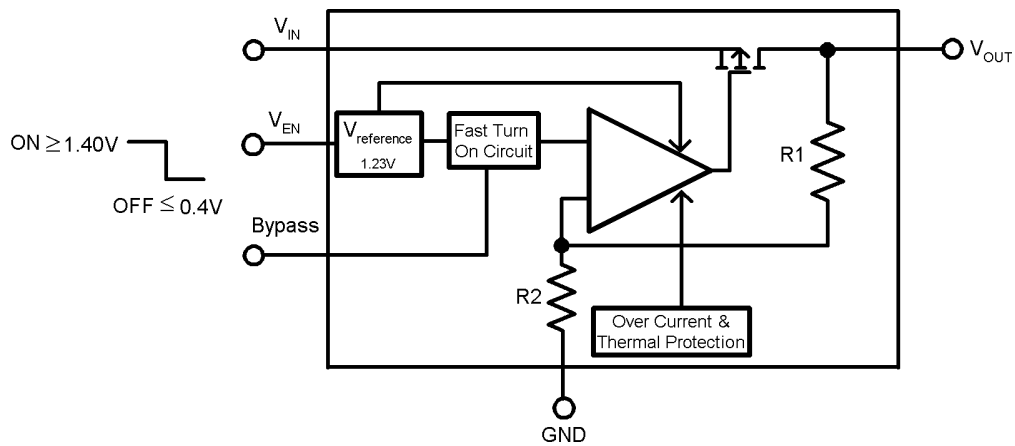 VIN
VOUT
VEN
ON ≥ 1.40V
OFF ≤ 0.4V
Vreference
1.23V
Fast Turn
On Circuit
R1
Bypass
R2
Over Current &
Thermal Protection
GND